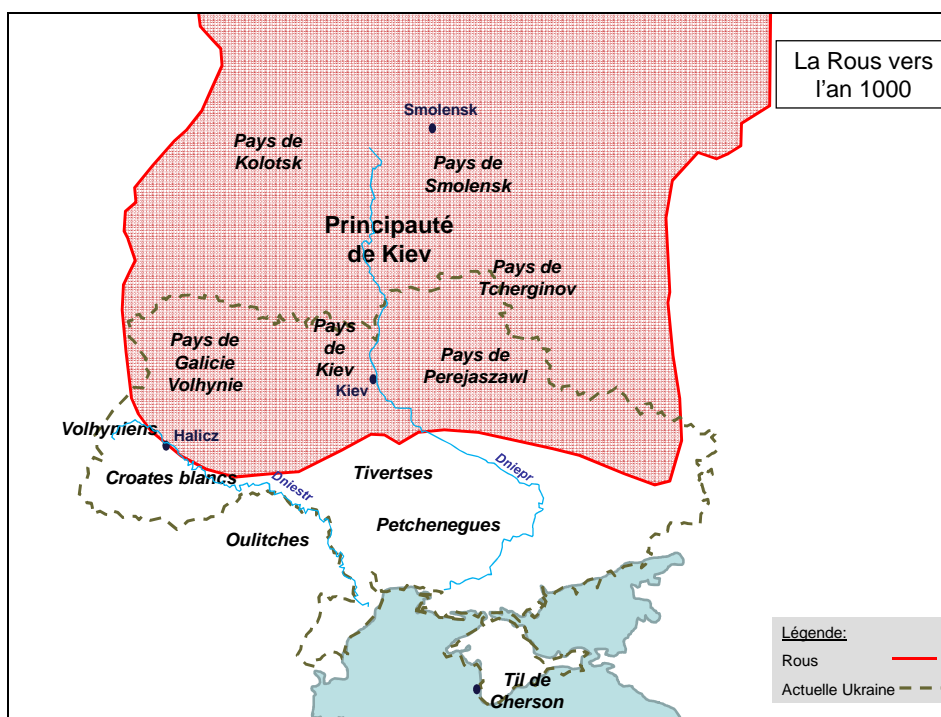 La Rous vers
l'an 1000
Smolensk
Pays de
Kolotsk
Pays de
Smolensk
Principauté
de Kiev
Pays de
Tcherginov
Pays de
Galicie
Volhynie
Pays
de
Kiev
Pays de
Perejaszawl
Kiev
Volhyniens
Halicz
Croates blancs
Dniestr
Tivertses
Dniepr
Petchenegues
Oulitches
Til de
Cherson
Légende:
Rous
Actuelle Ukraine